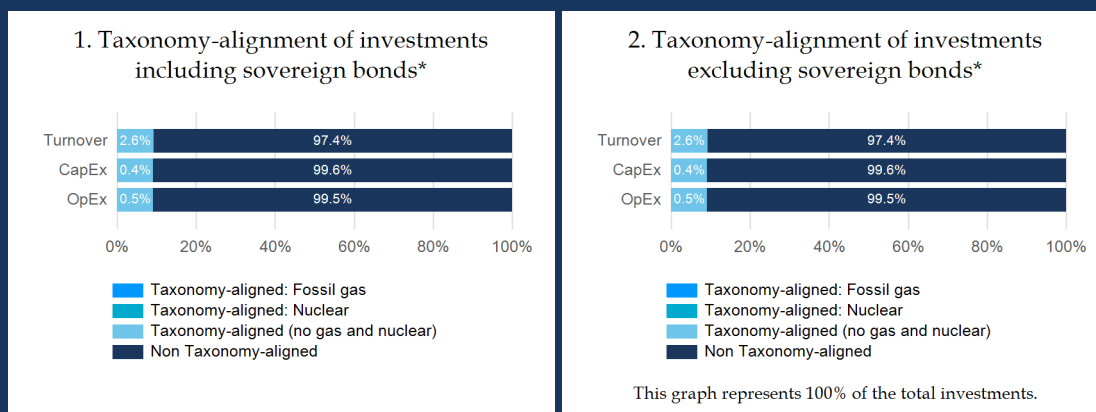 1. Taxonomy-alignment of investments
including sovereign bonds*
Turnover 2.6% 97.4%
CapEx 0.4% 99.6%
OpEx 0.5% 99.5%
0% 20% 40% 60% 80% 100%
Taxonomy-aligned: Fossil gas
Taxonomy-aligned: Nuclear
Taxonomy-aligned (no gas and nuclear)
Non Taxonomy-aligned
2. Taxonomy-alignment of investments
excluding sovereign bonds*
Turnover 2.6% 97.4%
CapEx 0.4% 99.6%
OpEx 0.5% 99.5%
0% 20% 40% 60% 80% 100%
Taxonomy-aligned: Fossil gas
Taxonomy-aligned: Nuclear
Taxonomy-aligned (no gas and nuclear)
Non Taxonomy-aligned
This graph represents 100% of the total investments.